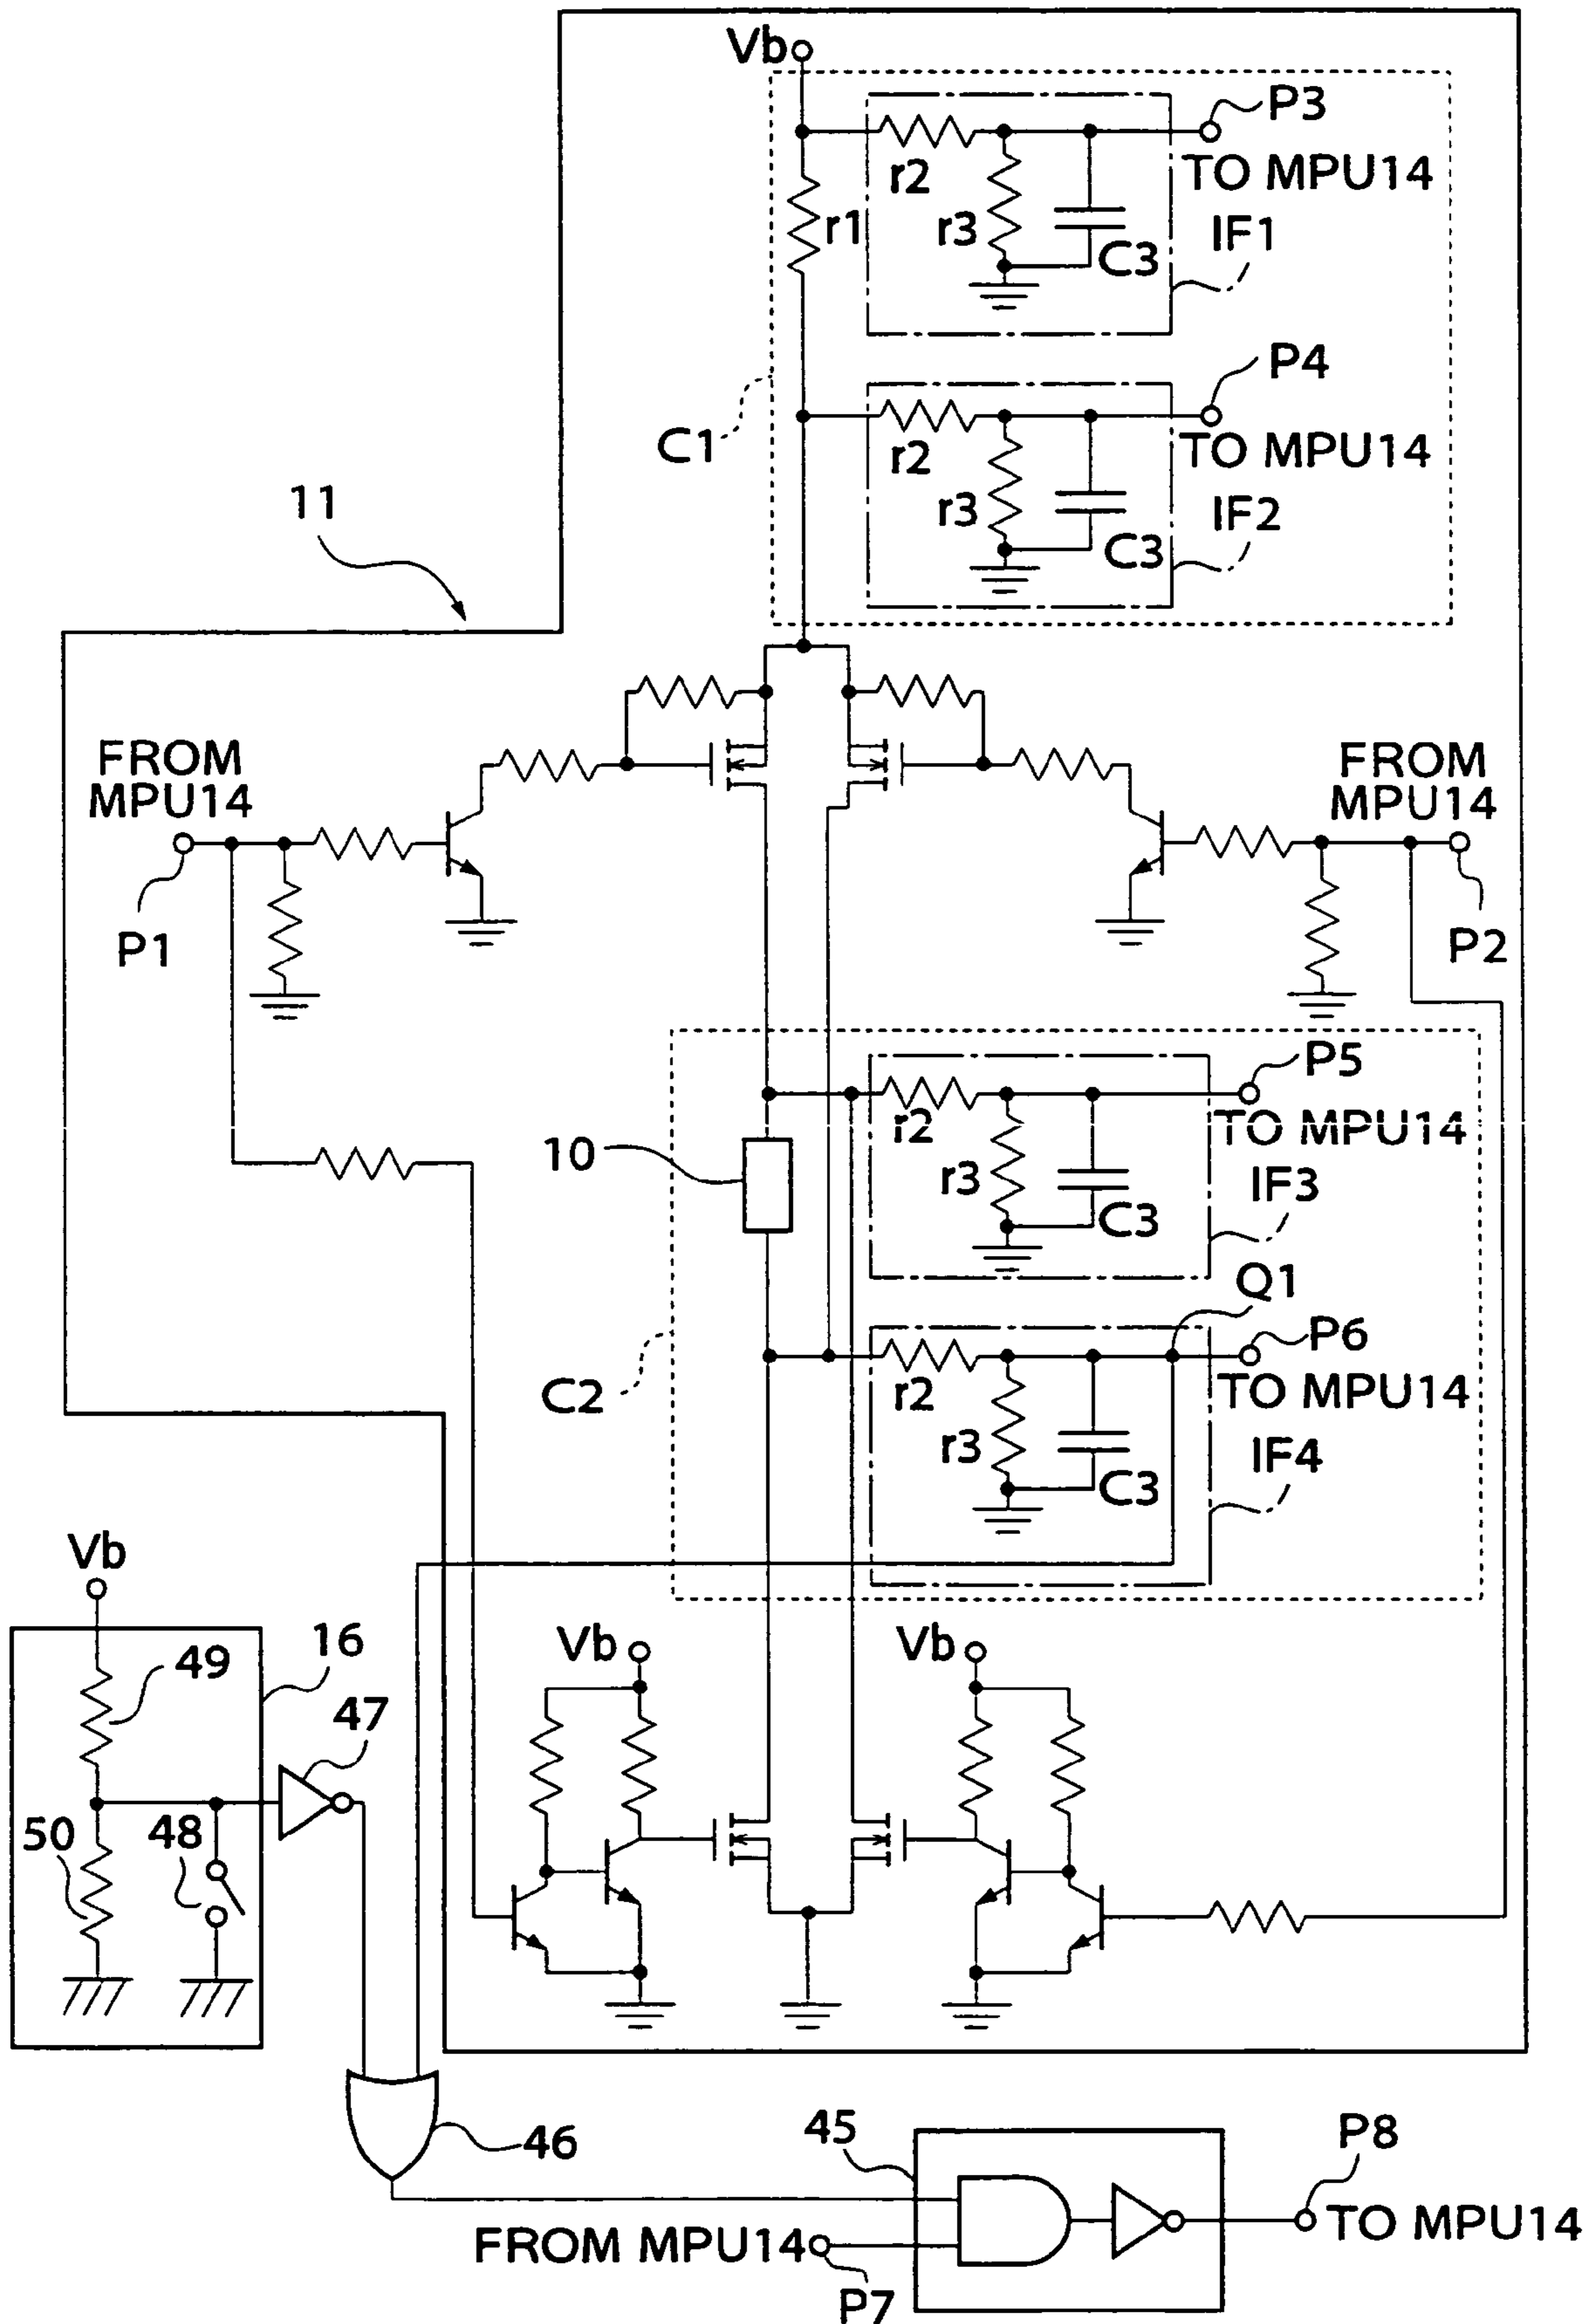 Vb
P3
TO MPU14
r2
r1
r3
C3
IF1
P4
C1
TO MPU14
r2
r3
C3
IF2
11
FROM
MPU14
FROM
MPU14
P1
P2
P5
TO MPU14
r2
10
r3
C3
IF3
Q1
P6
C2
r2
TO MPU14
r3
C3
IF4
Vb
Vb
Vb
16
49
47
50
48
46
45
P8
TO MPU14
FROM MPU14
P7